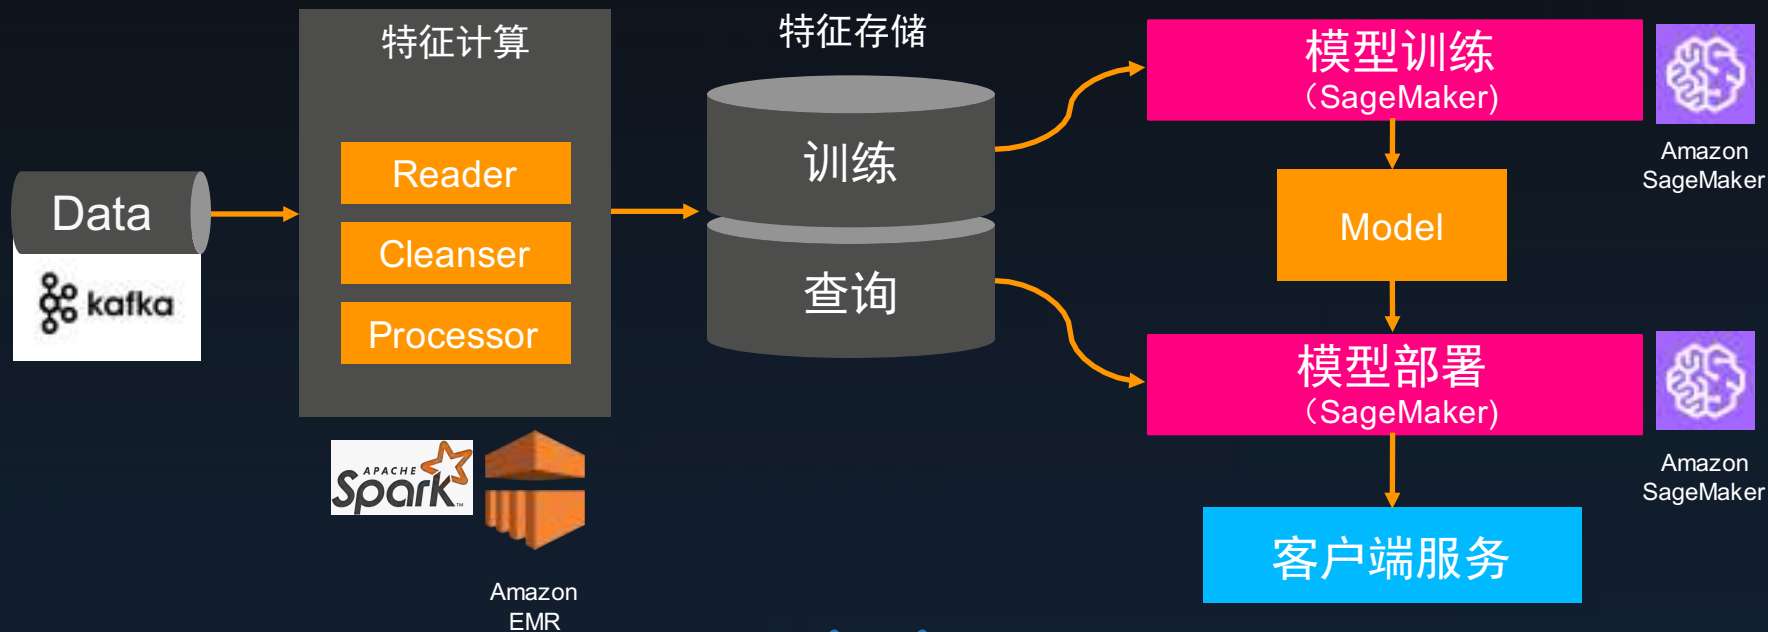 特征计算
特征存储
模型训练
（SageMaker)
Amazon
SageMaker
Reader
训练
Data
Cleanser
Model
kafka
查询
Processor
模型部署
（SageMaker)
Amazon
SageMaker
APACHE
Spark
TM
客户端服务
Amazon
EMR